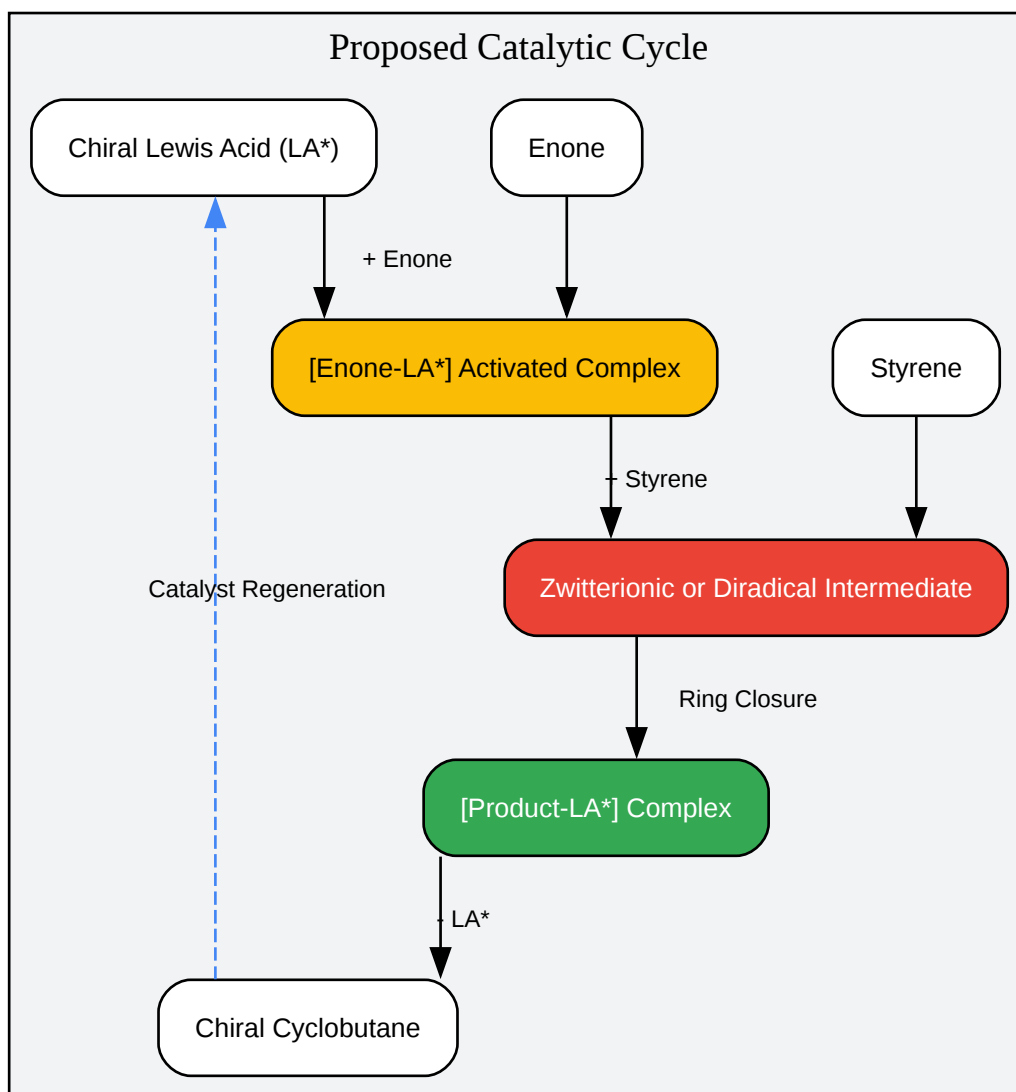 Proposed Catalytic Cycle
Chiral Lewis Acid (LA*)
Enone
+ Enone
[Enone-LA*] Activated Complex
Styrene
+ Styrene
Catalyst Regeneration
Zwitterionic or Diradical Intermediate
Ring Closure
[Product-LA*] Complex
- LA*
Chiral Cyclobutane